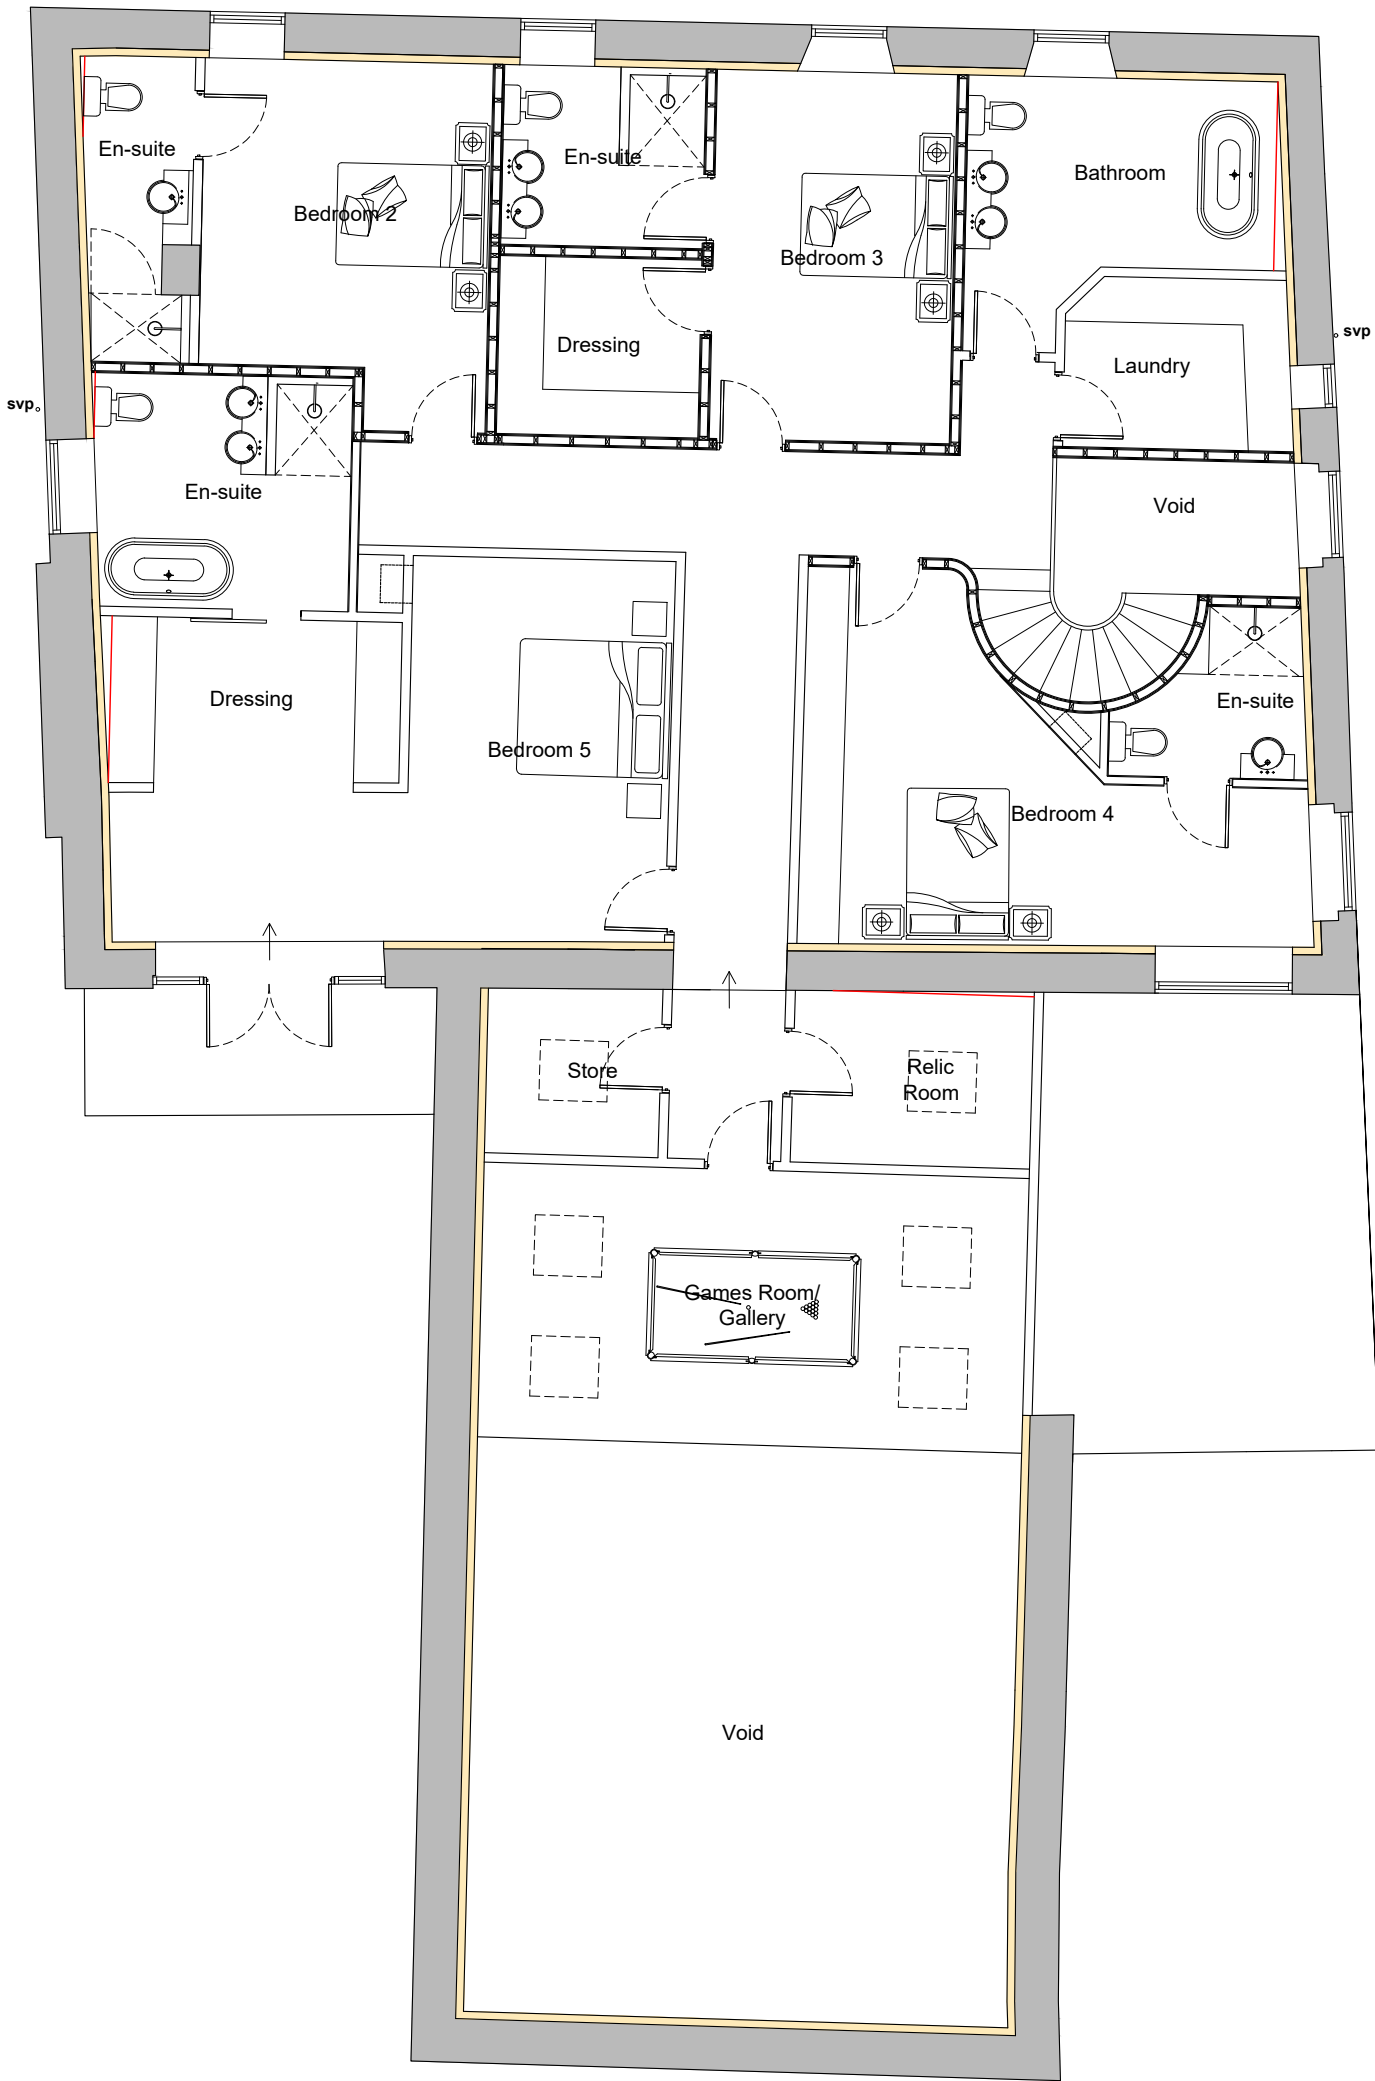 En-suite
Bedroom 2
En-suite
Bedroom 3
Bathroom
Dressing
Laundry
svp
svp
En-suite
Void
Dressing
Bedroom 5
En-suite
Bedroom 4
Store
Relic
Room
Games Room/
Gallery
Void